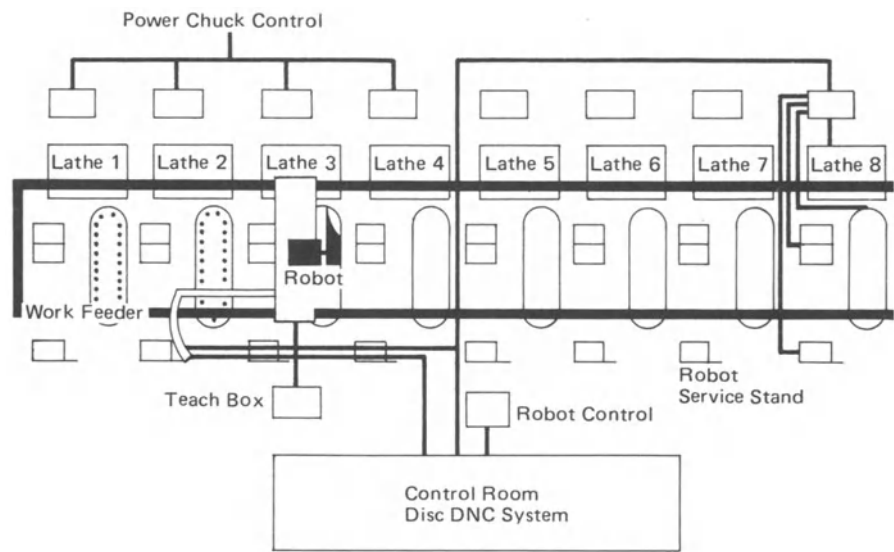 Power Chuck Control
Lathe 1
Lathe 2
Lathe 3
Lathe 4
Lathe 5
Lathe 6
Lathe 7
Lathe 8
Robot
Work Feeder
Teach Box
Robot Control
Robot
Service Stand
Control Room
Disc DNC System